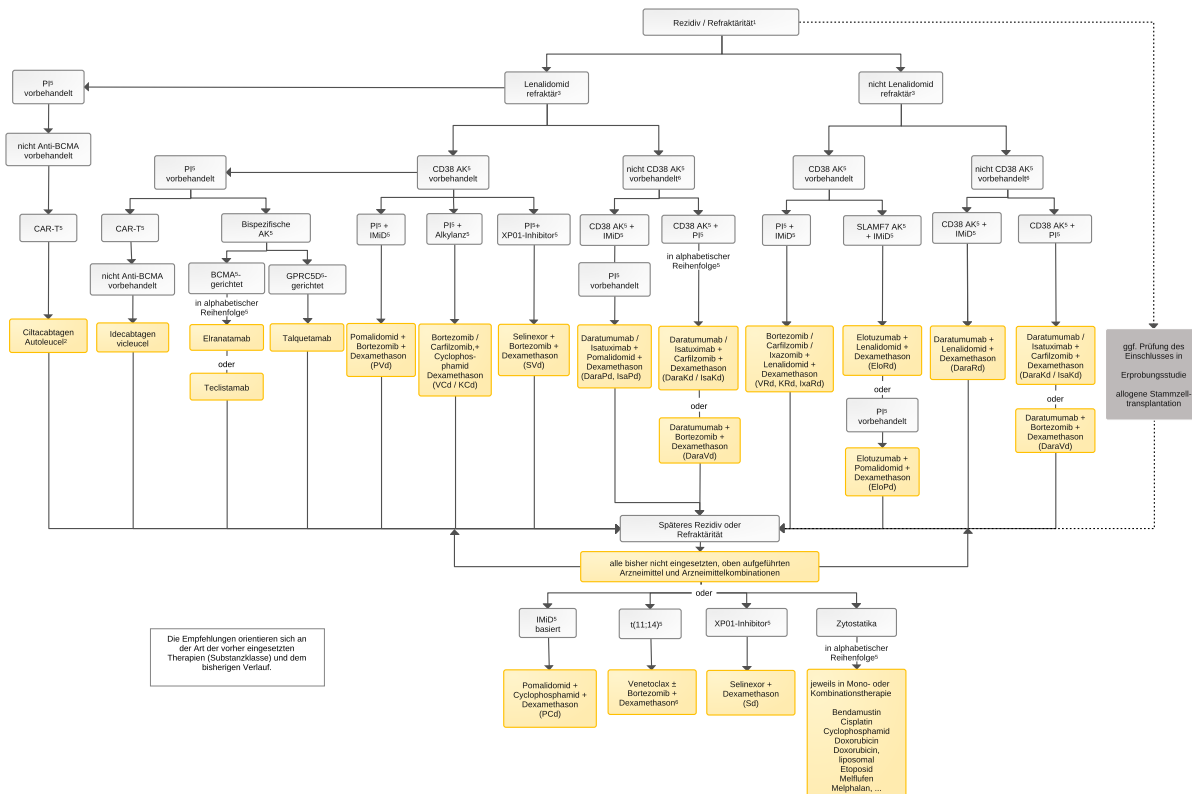 Rezidiv / Refraktärität¹
PI⁵
vorbehandelt
Lenalidomid
refraktär³
nicht Lenalidomid
refraktär³
nicht Anti-BCMA
vorbehandelt
PI⁵
vorbehandelt
CD38 AK⁵
vorbehandelt
nicht CD38 AK⁵
vorbehandelt⁶
CD38 AK⁵
vorbehandelt
nicht CD38 AK⁵
vorbehandelt⁶
CAR-T⁵
CAR-T⁵
Bispezifische
AK⁵
PI⁵ +
IMiD⁵
PI⁵ +
Alkylanz⁵
PI⁵+
XP01-Inhibitor⁵
CD38 AK⁵ +
IMiD⁵
CD38 AK⁵ +
PI⁵
PI⁵ +
IMiD⁵
SLAMF7 AK⁵
+ IMiD⁵
CD38 AK⁵ +
IMiD⁵
CD38 AK⁵ +
PI⁵
nicht Anti-BCMA
vorbehandelt
BCMA⁵-
gerichtet
GPRC5D⁵-
gerichtet
PI⁵
vorbehandelt
in alphabetischer
Reihenfolge⁵
in alphabetischer
Reihenfolge⁵
Ciltacabtagen
Autoleucel²
Idecabtagen
vicleucel
Elranatamab
oder
Teclistamab
Talquetamab
Pomalidomid +
Bortezomib +
Dexamethason
(PVd)
Bortezomib /
Carfilzomib,+
Cyclophos-
phamid
Dexamethason
(VCd / KCd)
Selinexor +
Bortezomib +
Dexamethason
(SVd)
Daratumumab /
Isatuximab +
Pomalidomid +
Dexamethason
(DaraPd, IsaPd)
Daratumumab /
Isatuximab +
Carfilzomib +
Dexamethason
(DaraKd / IsaKd)
oder
Daratumumab +
Bortezomib +
Dexamethason
(DaraVd)
Bortezomib /
Carfilzomib /
Ixazomib +
Lenalidomid +
Dexamethason
(VRd, KRd, IxaRd)
Elotuzumab +
Lenalidomid +
Dexamethason
(EloRd)
oder
PI⁵
vorbehandelt
Elotuzumab +
Pomalidomid +
Dexamethason
(EloPd)
Daratumumab +
Lenalidomid +
Dexamethason
(DaraRd)
Daratumumab /
Isatuximab +
Carfilzomib +
Dexamethason
(DaraKd / IsaKd)
oder
Daratumumab +
Bortezomib +
Dexamethason
(DaraVd)
ggf. Prüfung des
Einschlusses in
Erprobungsstudie
allogene Stammzell-
transplantation
Späteres Rezidiv oder
Refraktärität
alle bisher nicht eingesetzten, oben aufgeführten
Arzneimittel und Arzneimittelkombinationen
oder
IMiD⁵
basiert
t(11;14)⁵
XP01-Inhibitor⁵
Zytostatika
in alphabetischer
Reihenfolge⁵
Pomalidomid +
Cyclophosphamid +
Dexamethason
(PCd)
Venetoclax ±
Bortezomib +
Dexamethason⁶
Selinexor +
Dexamethason
(Sd)
jeweils in Mono- oder
Kombinationstherapie
Bendamustin
Cisplatin
Cyclophosphamid
Doxorubicin
Doxorubicin,
liposomal
Etoposid
Melflufen
Melphalan, ...
Die Empfehlungen orientieren sich an
der Art der vorher eingesetzten
Therapien (Substanzklasse) und dem
bisherigen Verlauf.